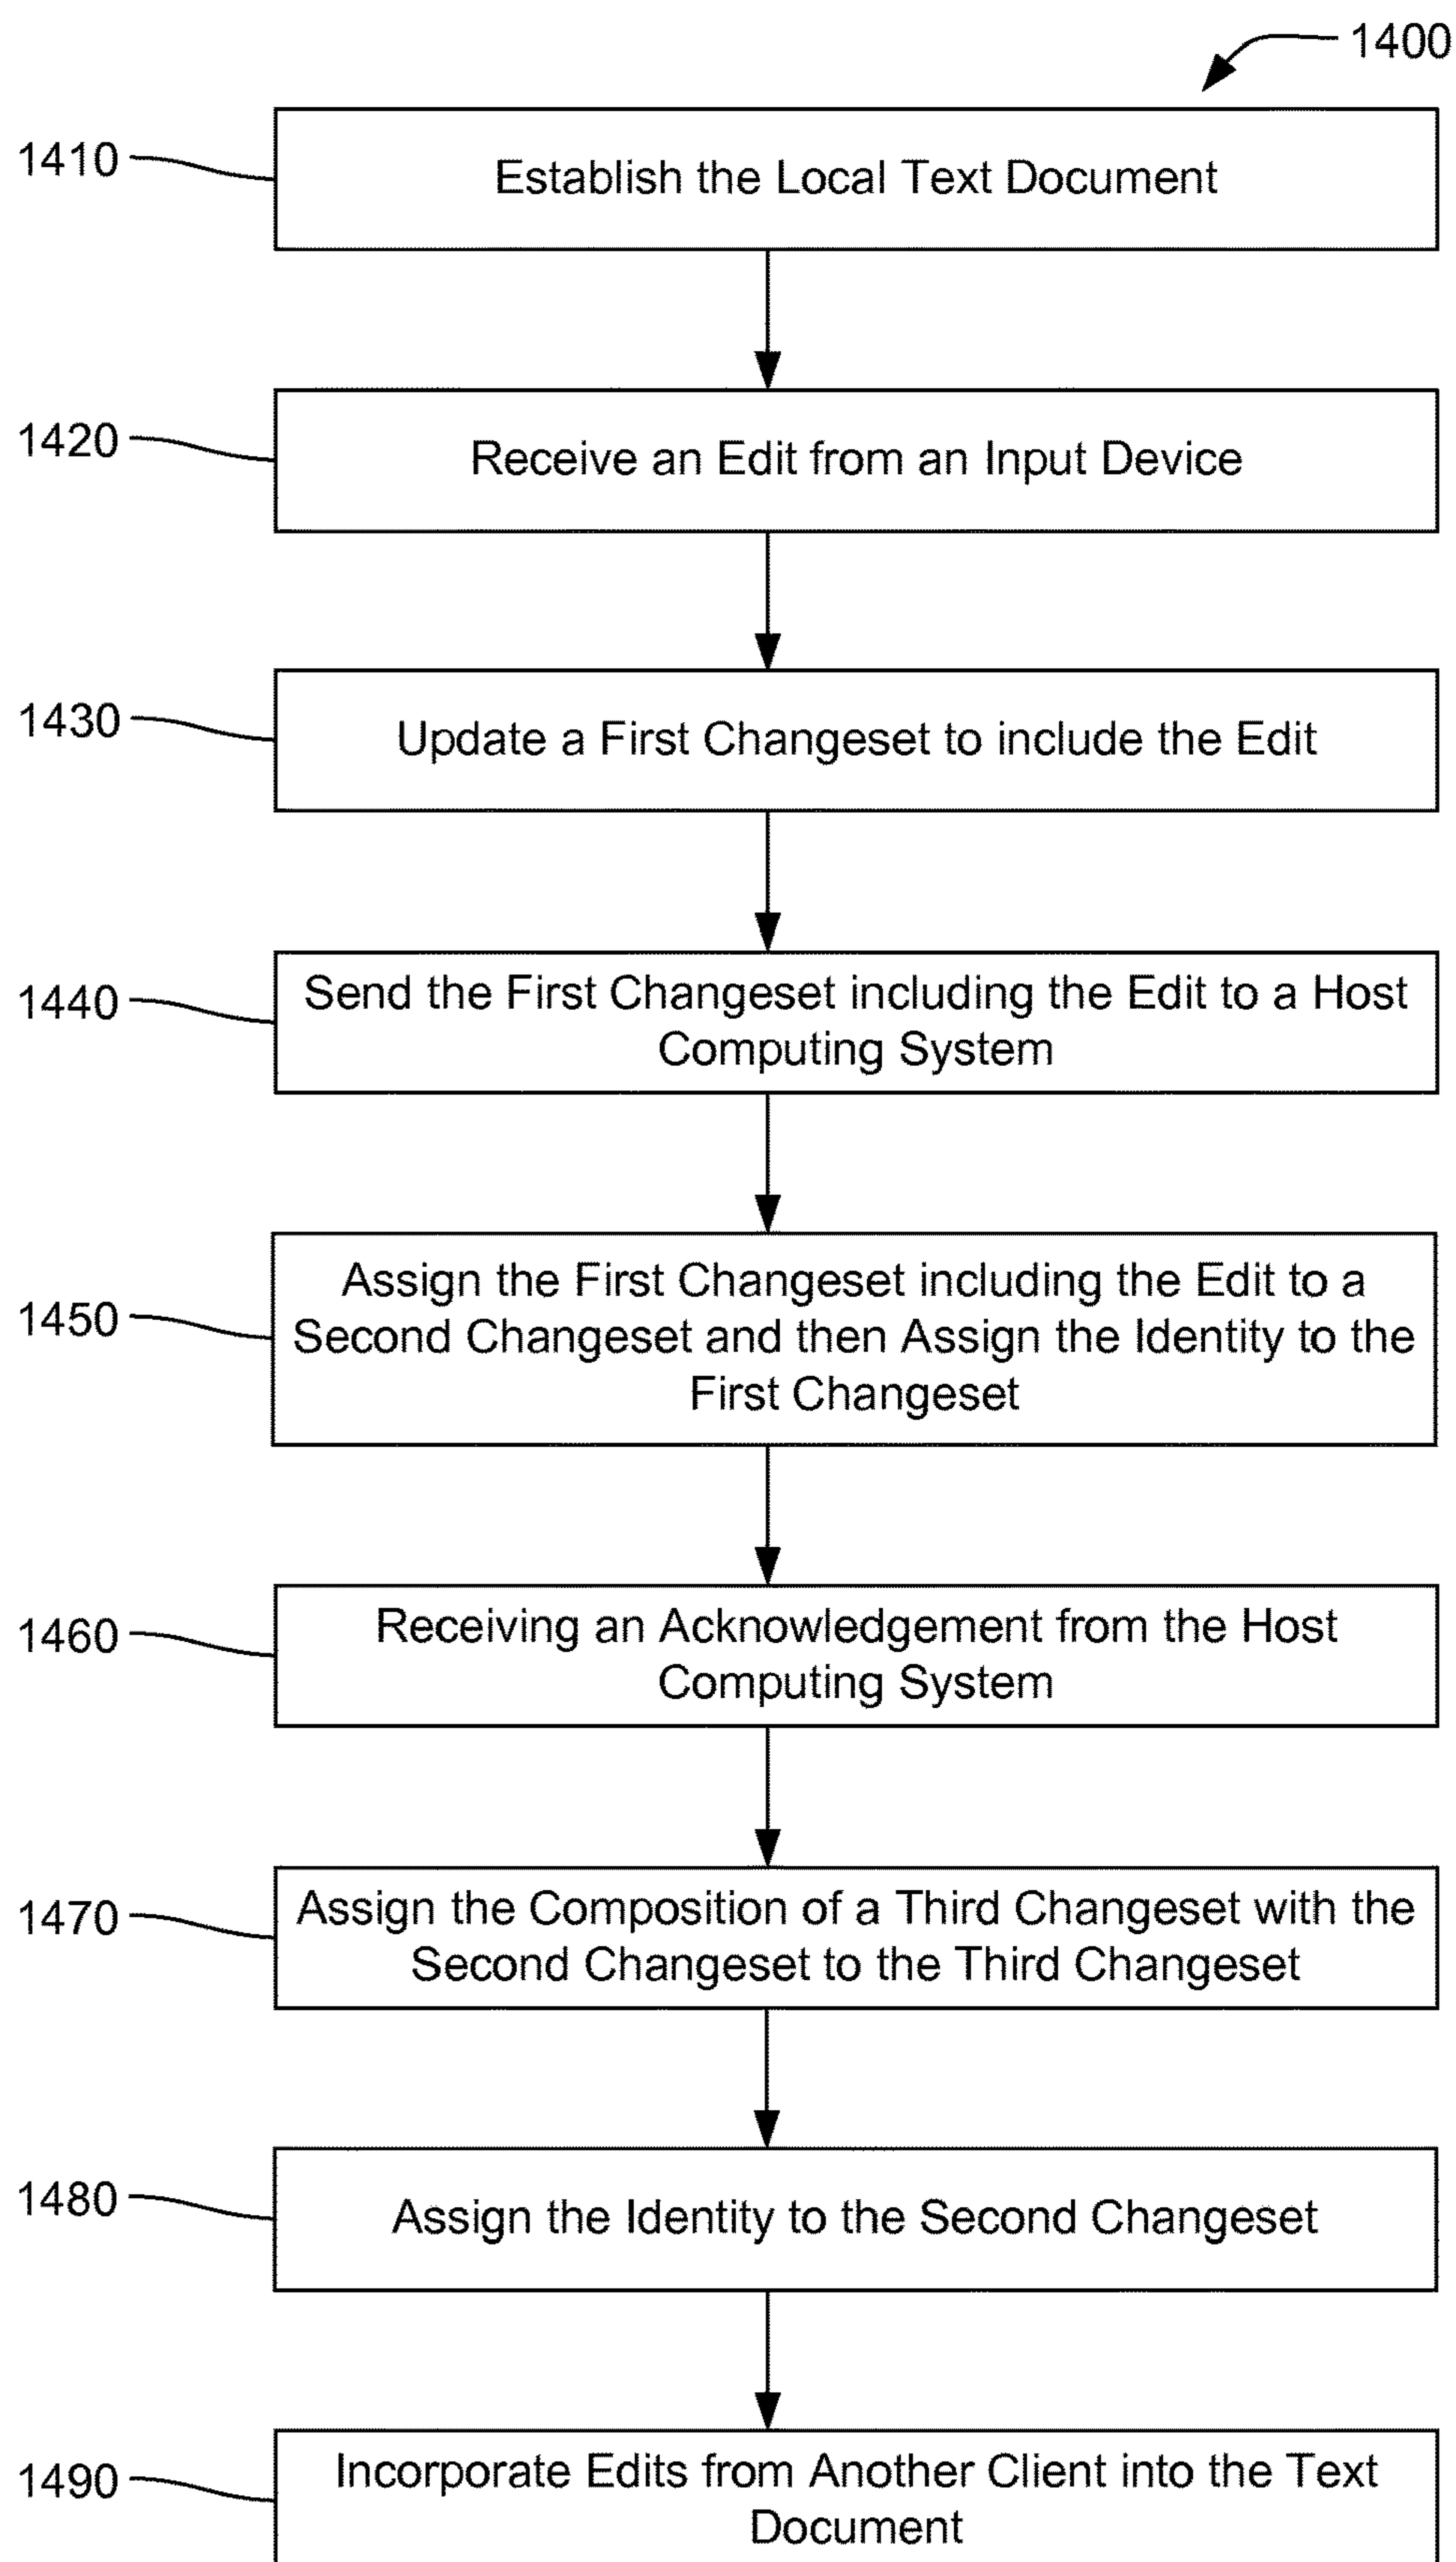 1400
1410
Establish the Local Text Document
1420
Receive an Edit from an Input Device
1430
Update a First Changeset to include the Edit
1440
Send the First Changeset including the Edit to a Host
Computing System
1450
Assign the First Changeset including the Edit to a
Second Changeset and then Assign the Identity to the
First Changeset
1460
Receiving an Acknowledgement from the Host
Computing System
1470
Assign the Composition of a Third Changeset with the
Second Changeset to the Third Changeset
1480
Assign the Identity to the Second Changeset
1490
Incorporate Edits from Another Client into the Text
Document